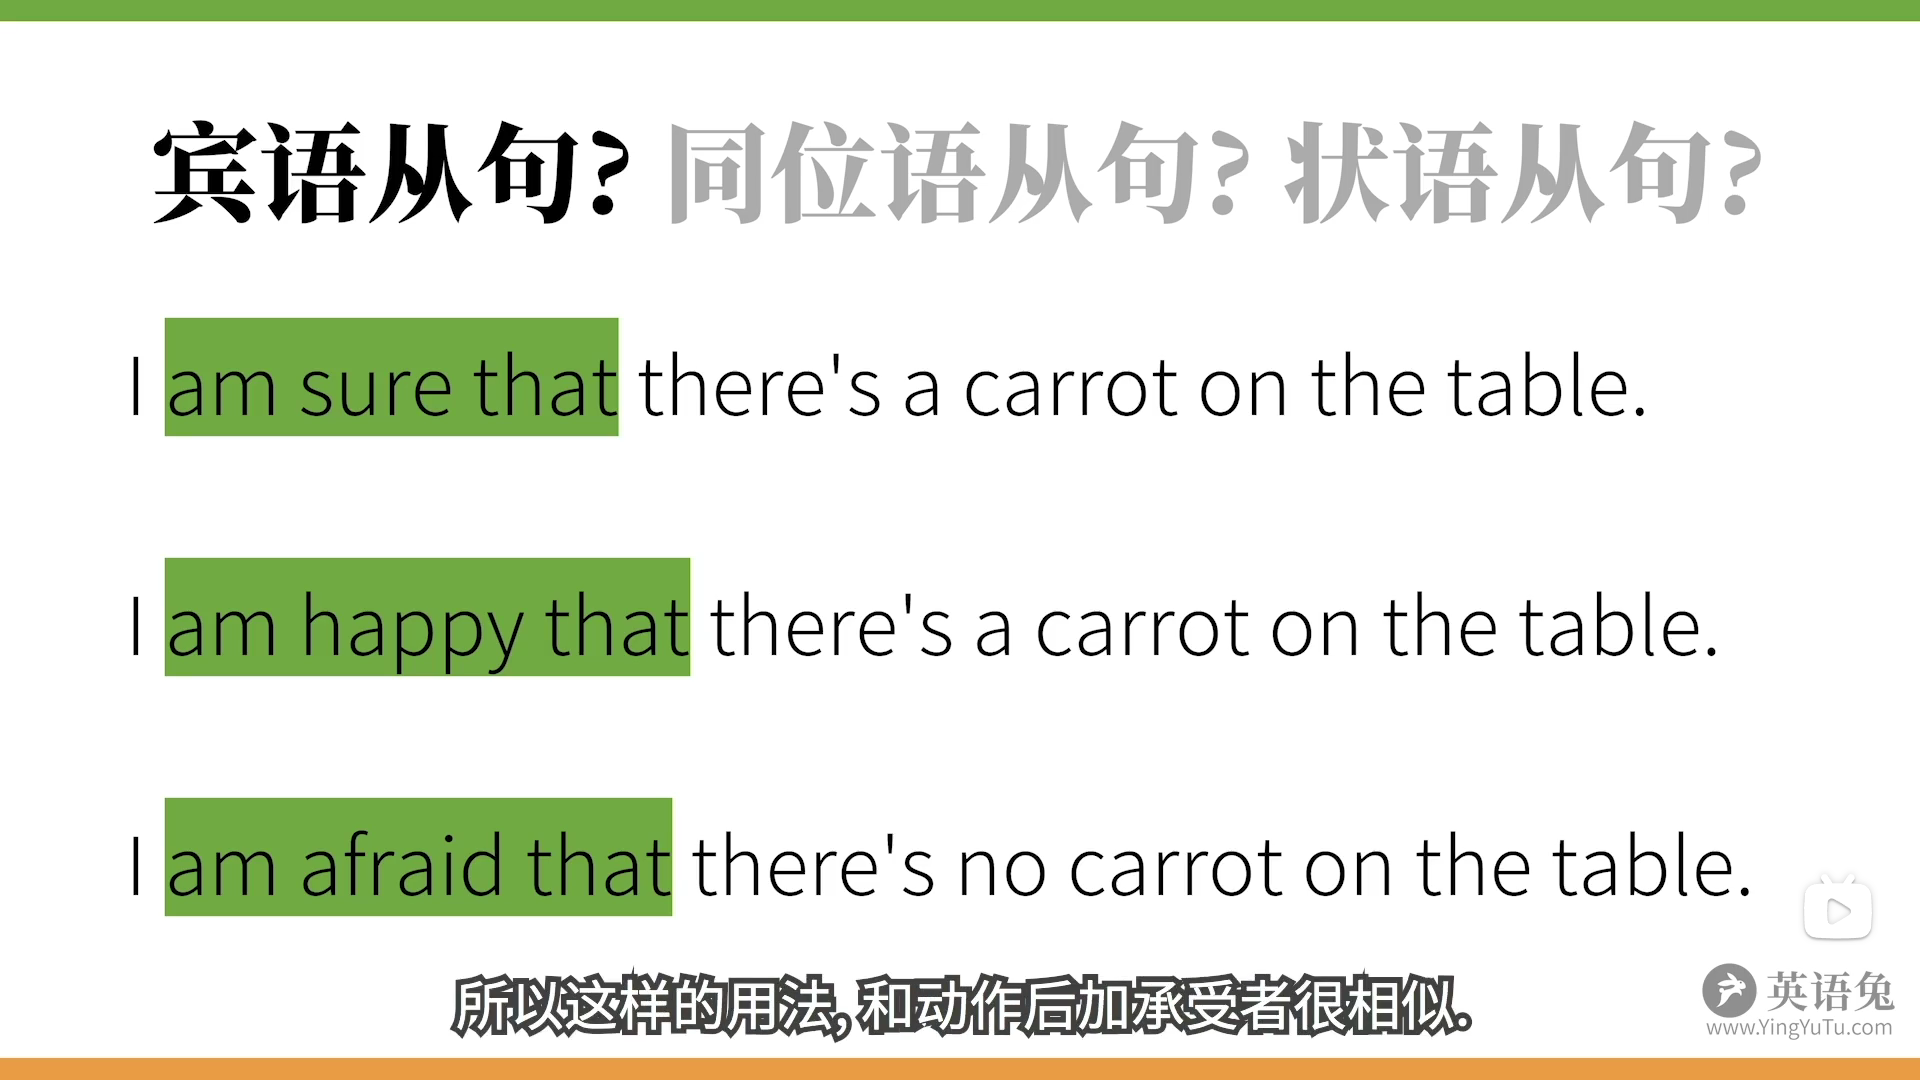 宾语从句? 同位语从句? 状语从句?
I am sure that there's a carrot on the table.
I am happy that there's a carrot on the table.
I am afraid that there's no carrot on the table.
所以这样的用法, 和动作后加承受者很相似.
英语兔
www.YingYuTu.com